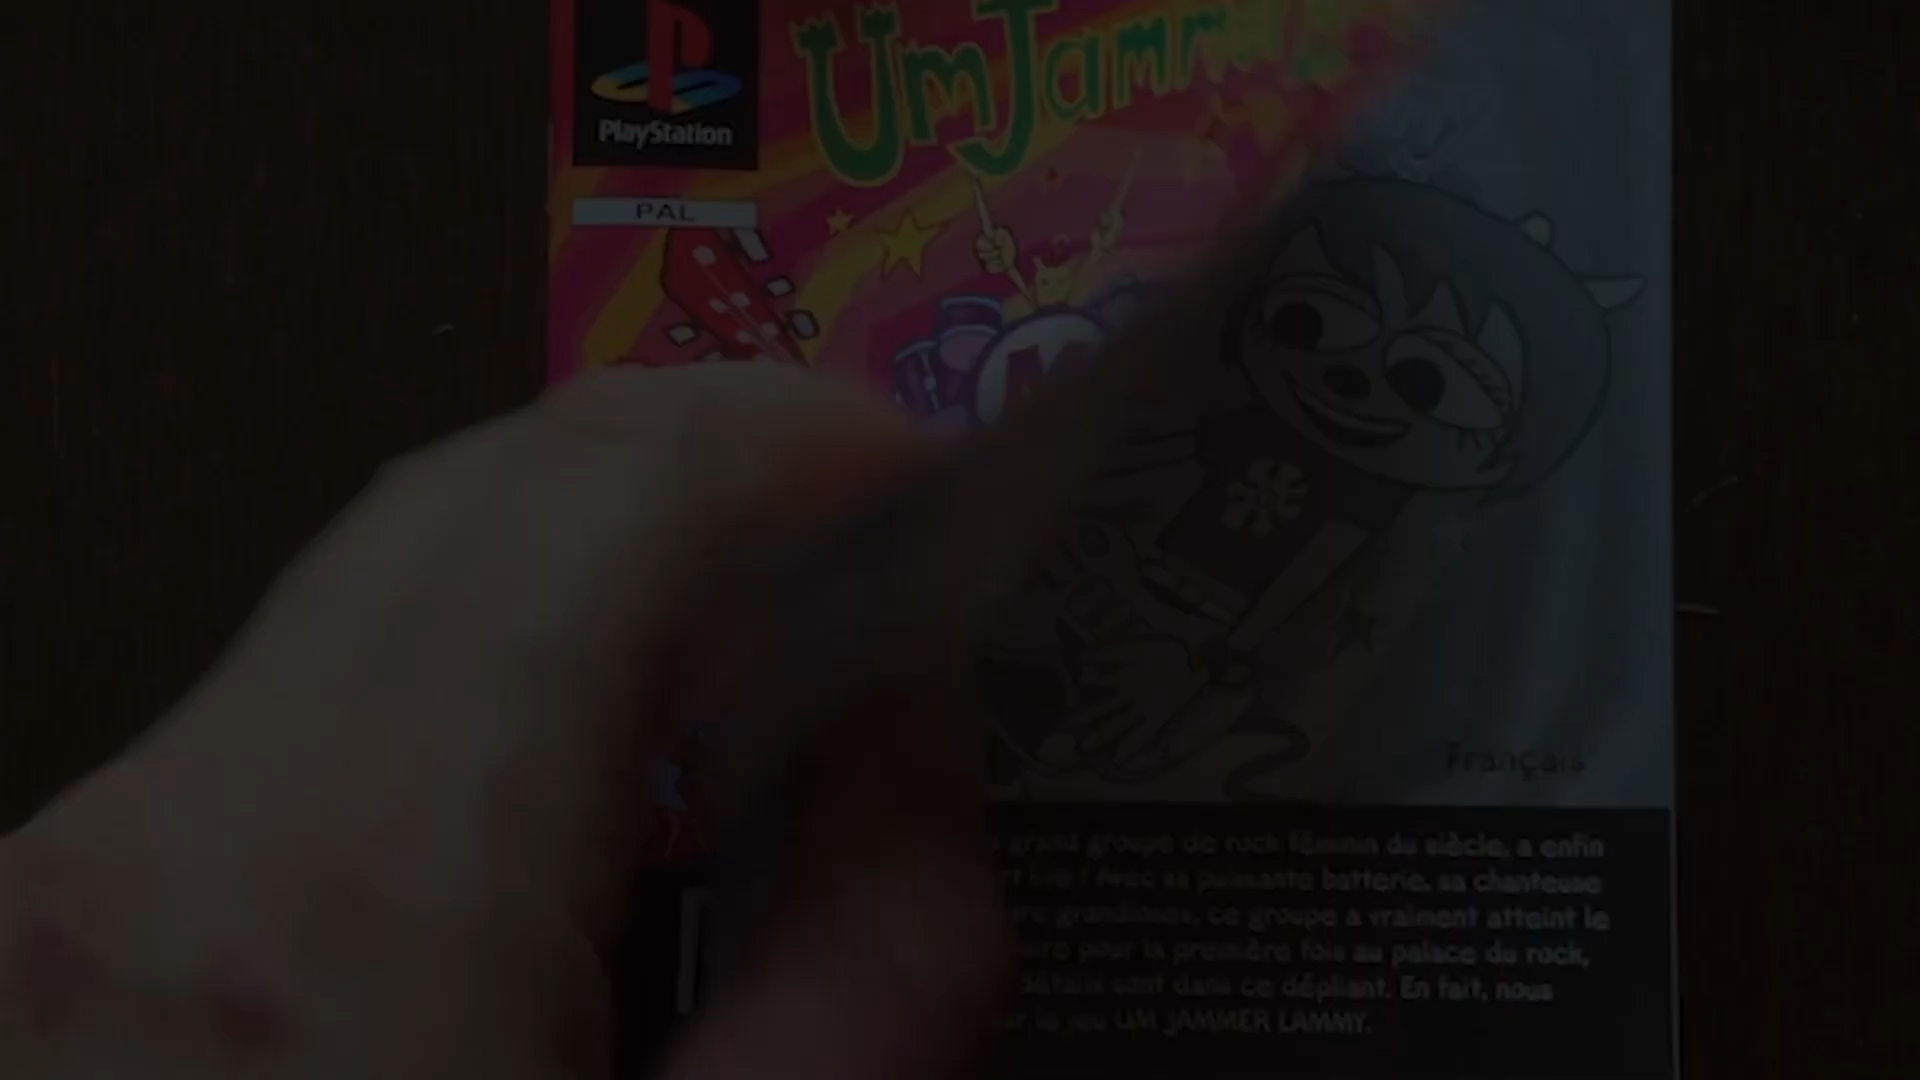 UmJamm
PlayStation
PAL
Français
grand groupe de rock féminin du siècle, a enfin
live ! Avec sa puissante batterie, sa chanteuse
grandioses, ce groupe a vraiment atteint le
pour la première fois au palace du rock,
détails sont dans ce dépliant. En fait, nous
le jeu UM JAMMER LAMMY.